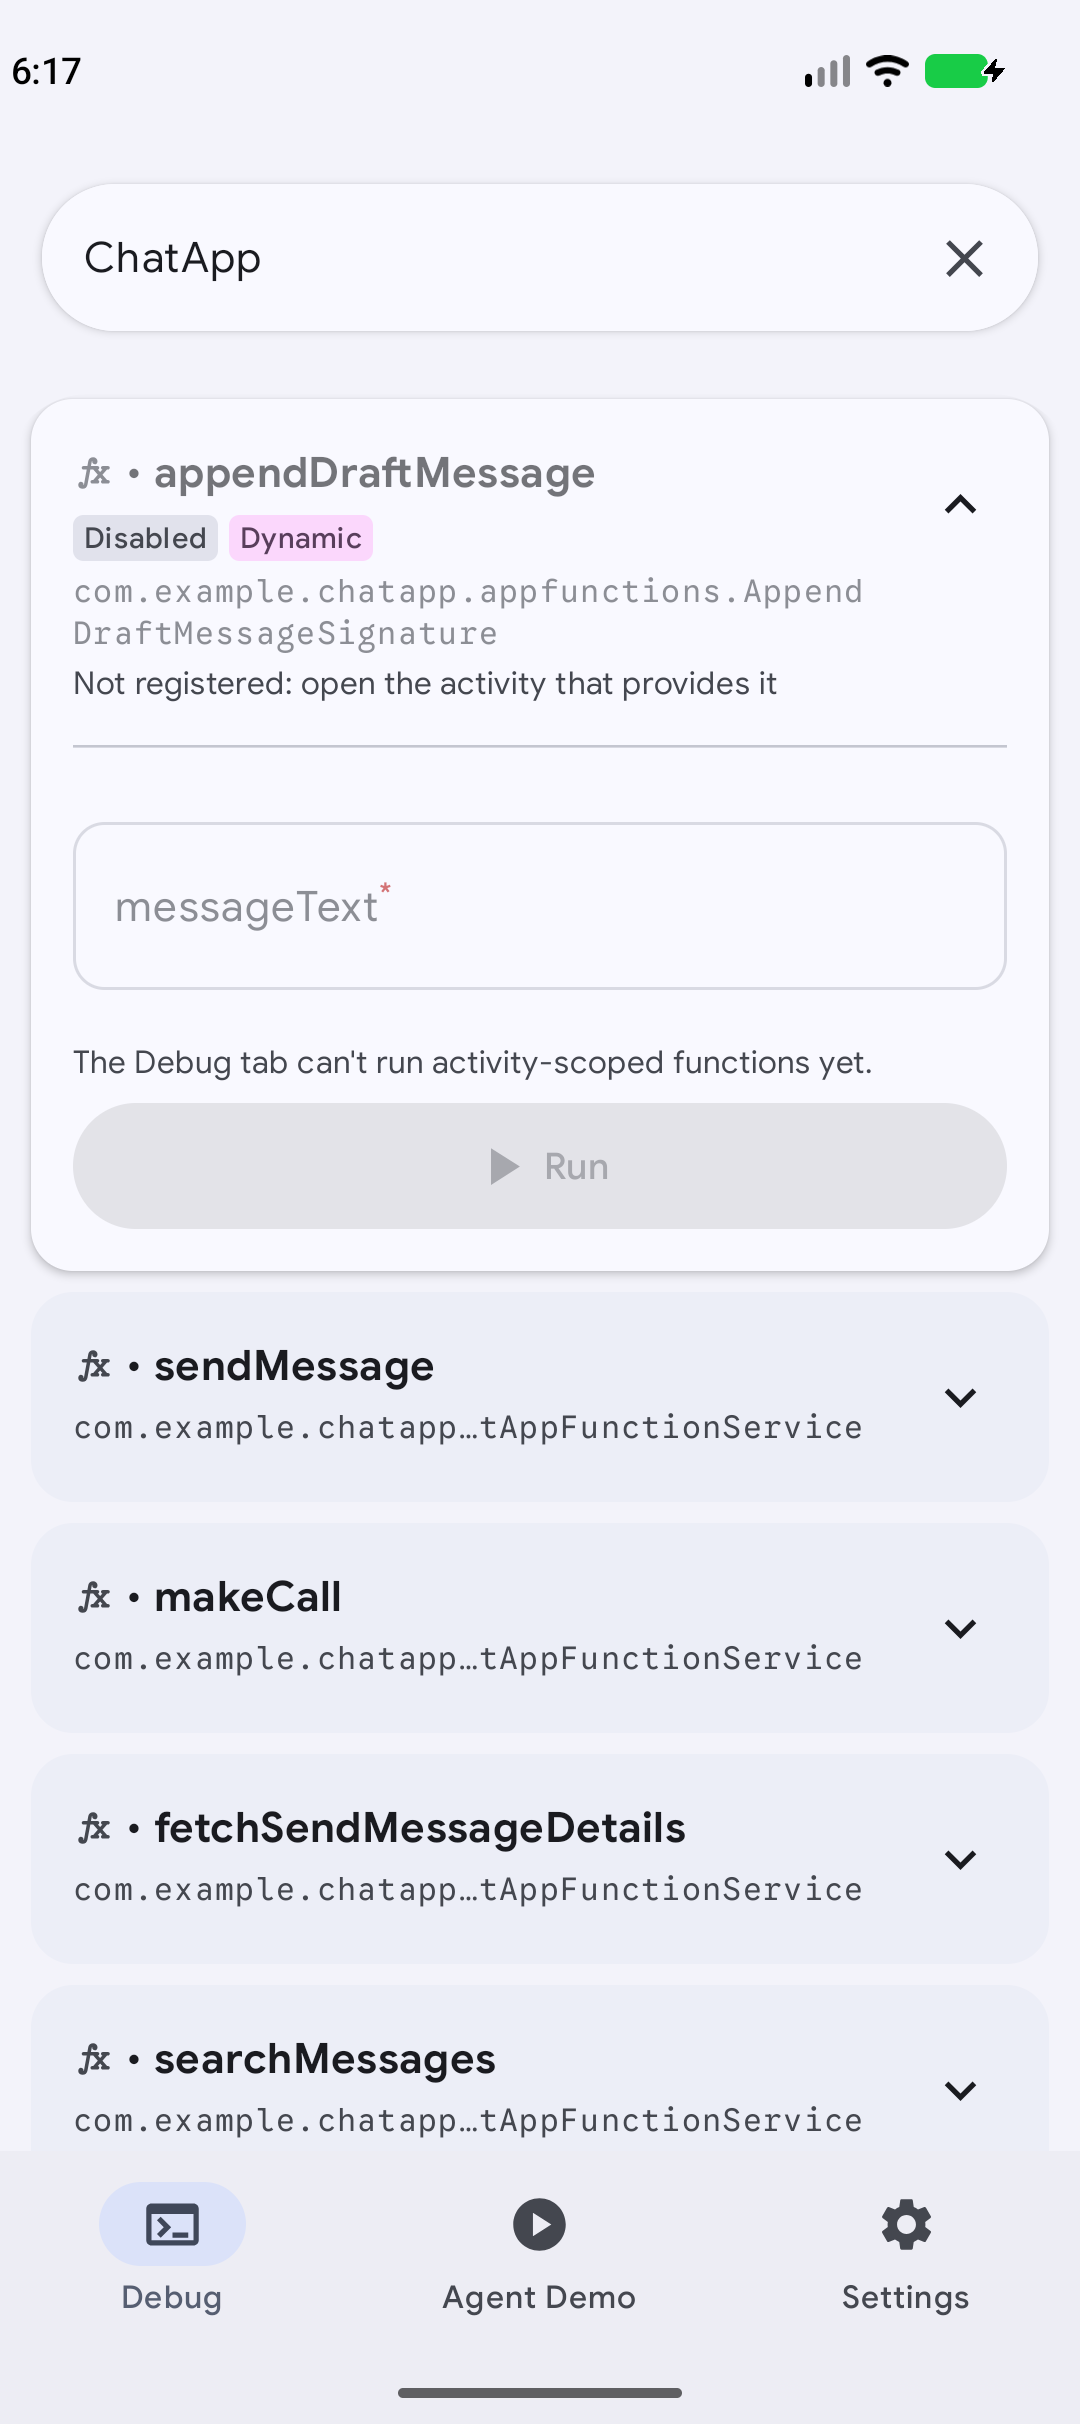 6:17
ChatApp
fx • appendDraftMessage
Disabled Dynamic
com.example.chatapp.appfunctions.Append
DraftMessageSignature
Not registered: open the activity that provides it
messageText*
The Debug tab can't run activity-scoped functions yet.
Run
fx • sendMessage
com.example.chatapp…tAppFunctionService
fx • makeCall
com.example.chatapp…tAppFunctionService
fx • fetchSendMessageDetails
com.example.chatapp…tAppFunctionService
fx • searchMessages
com.example.chatapp…tAppFunctionService
Debug Agent Demo Settings